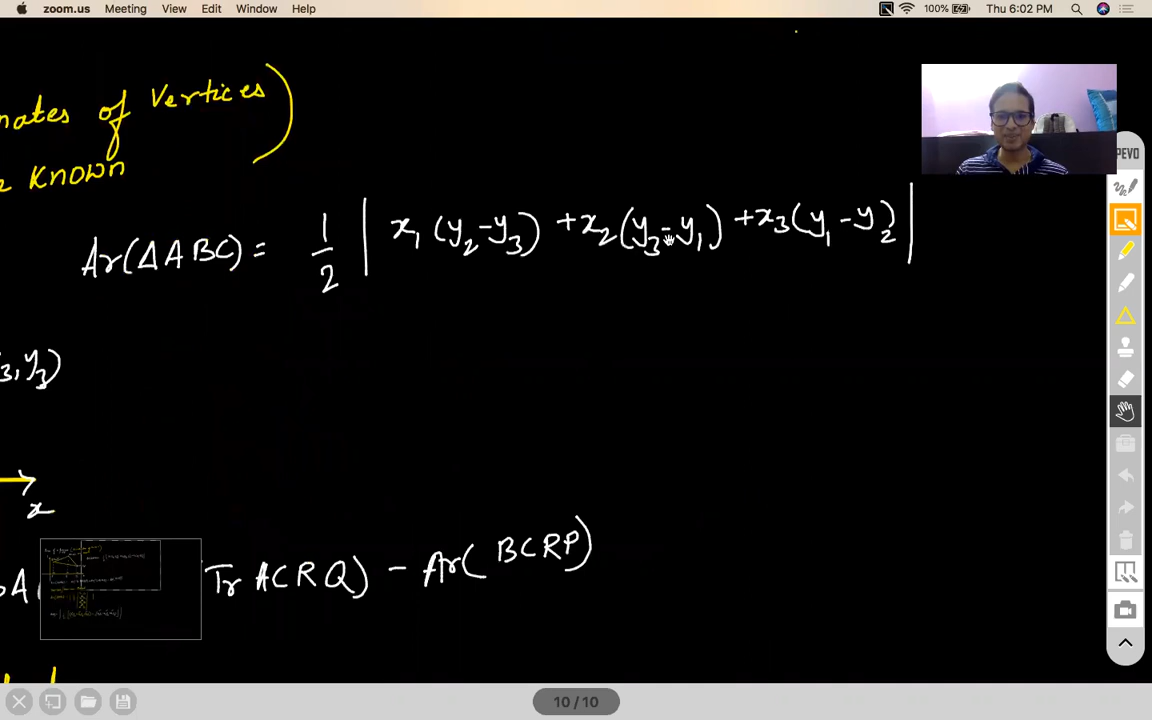 zoom.us Meeting View Edit Window Help 100% Thu 6:02 PM
nates of Vertices)
KNOWN
PEVO
Ar(ΔABC) = 1/2 | x₁(y₂-y₃) + x₂(y₃-y₁) + x₃(y₁-y₂) |
3, y₃)
x
Tr ACRQ) - Ar(BCRP)
10 / 10